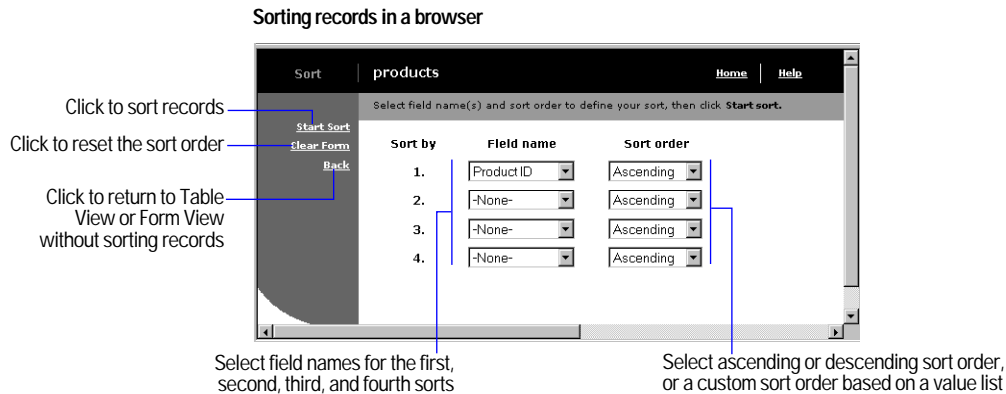 Sorting records in a browser
Sort
products
Home
Help
Select field name(s) and sort order to define your sort, then click Start sort.
Click to sort records
Start Sort
Click to reset the sort order
Clear Form
Click to return to Table
View or Form View
without sorting records
Back
Sort by Field name Sort order
1. Product ID Ascending
2. -None- Ascending
3. -None- Ascending
4. -None- Ascending
Select field names for the first,
second, third, and fourth sorts
Select ascending or descending sort order,
or a custom sort order based on a value list